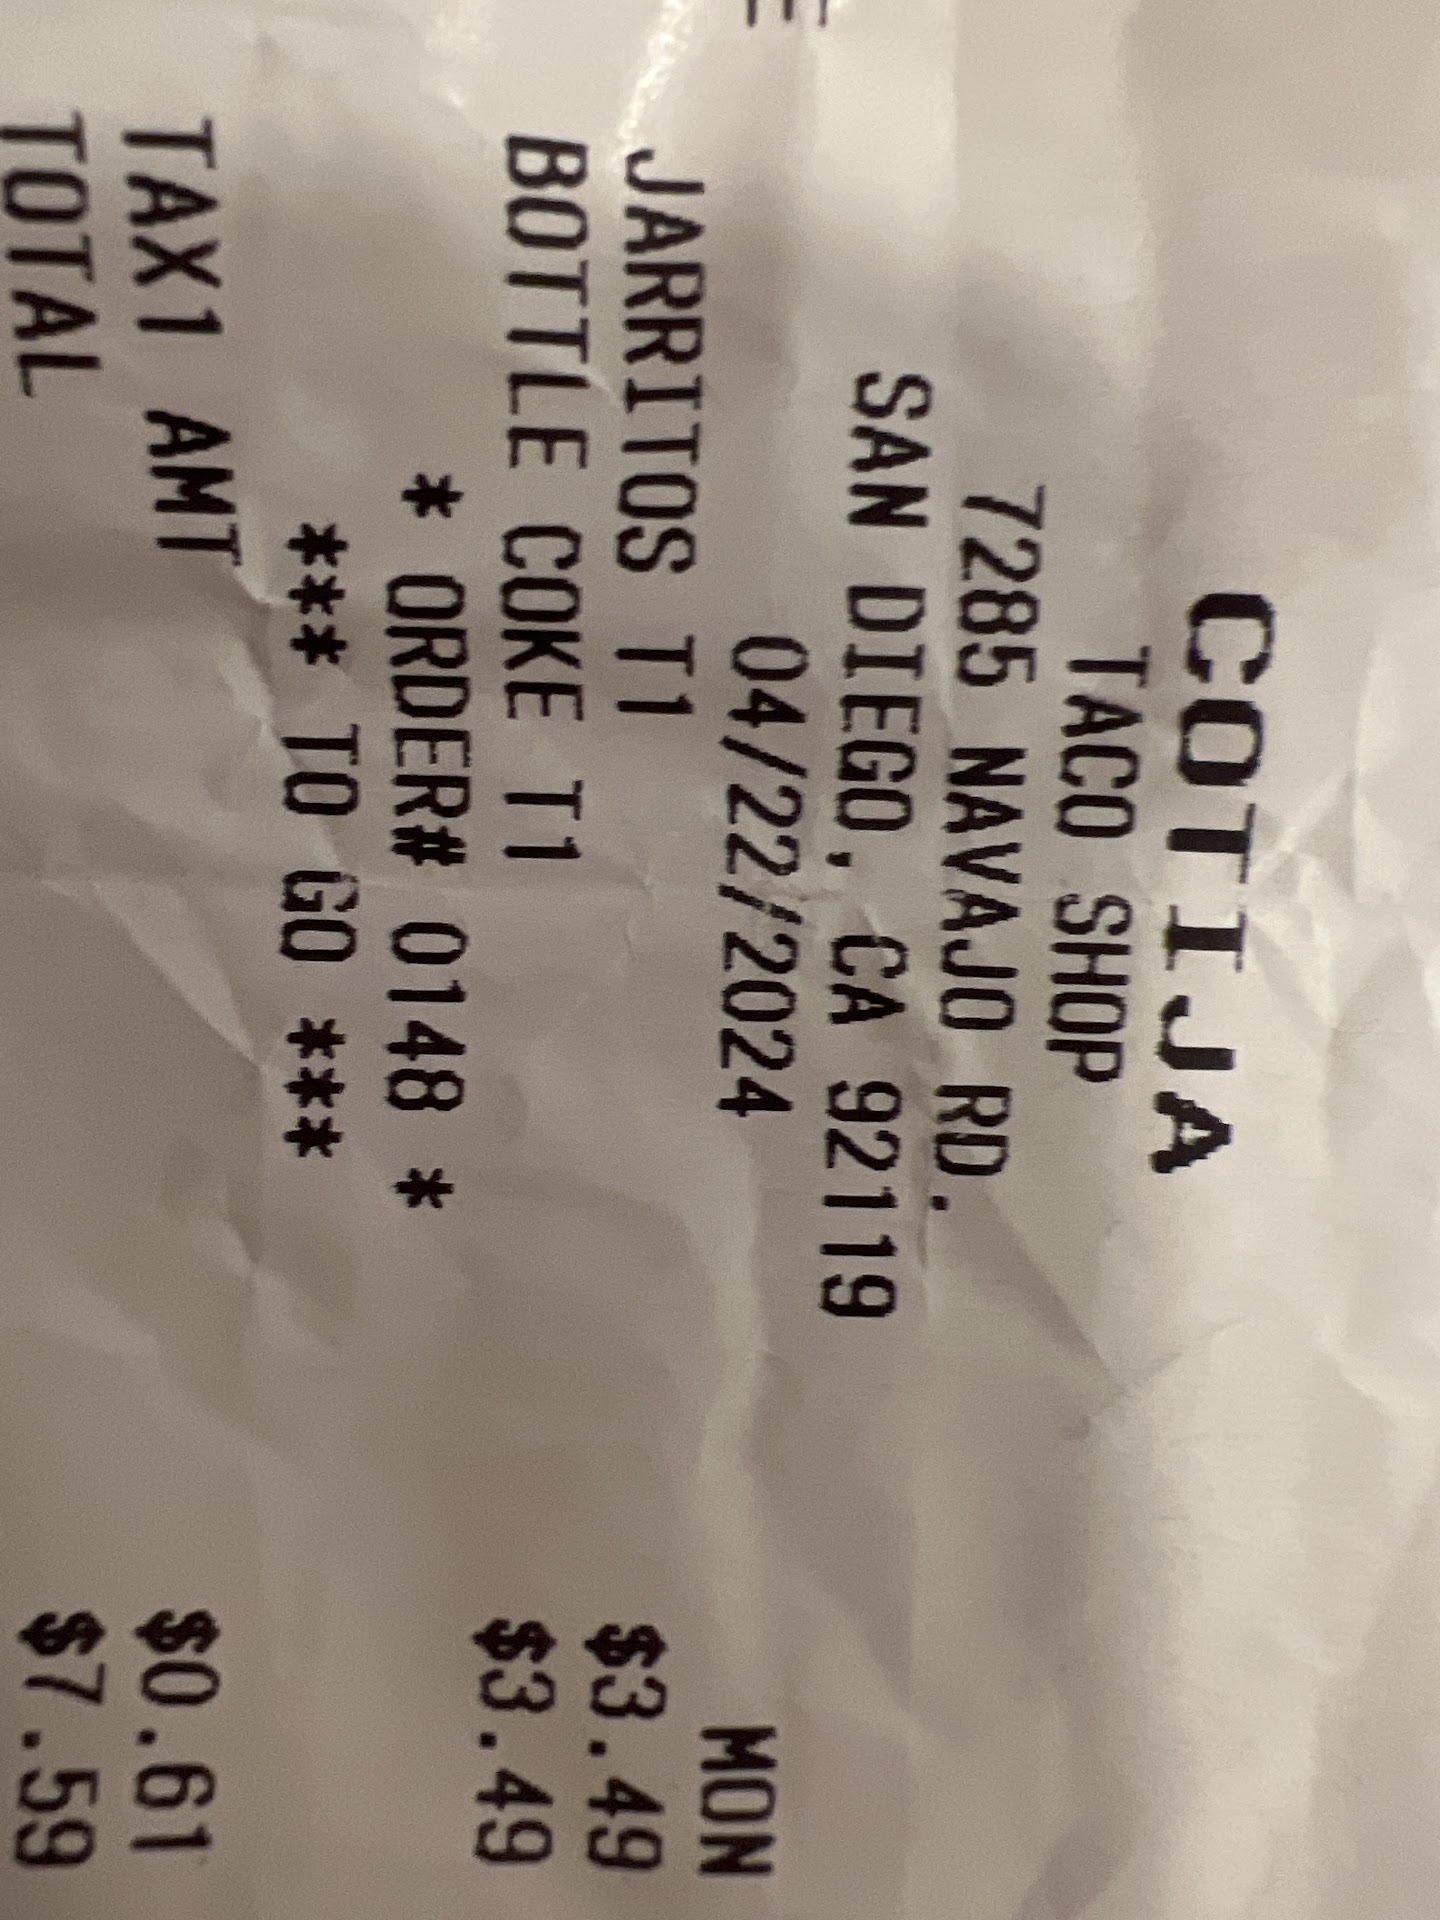 COTIJA
TACO SHOP
7285 NAVAJO RD.
SAN DIEGO, CA 92119
04/22/2024 MON
JARRITOS T1 $3.49
BOTTLE COKE T1 $3.49
* ORDER# 0148 *
*** TO GO ***
TAX1 AMT $0.61
TOTAL $7.59